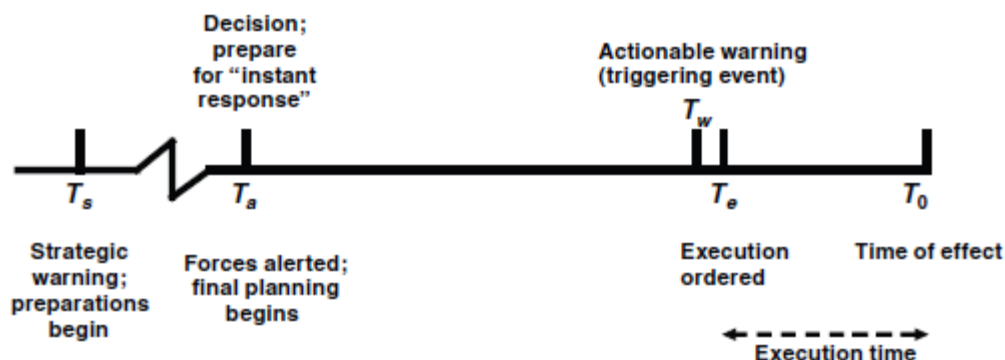 Decision;
prepare
for “instant
response”
Actionable warning
(triggering event)
Tw
Ts
Ta
Te
T0
Strategic
warning;
preparations
begin
Forces alerted;
final planning
begins
Execution
ordered
Time of effect
Execution time